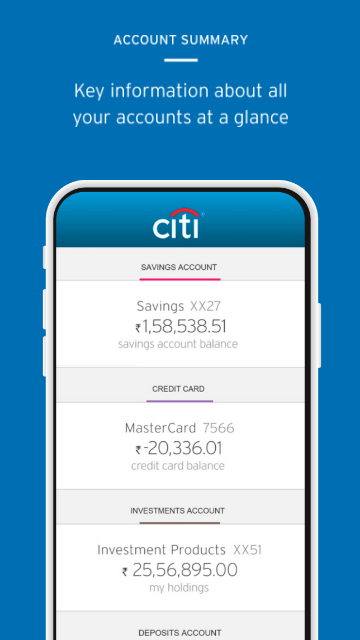 ACCOUNT SUMMARY
Key information about all
your accounts at a glance
citi
SAVINGS ACCOUNT
Savings XX27
₹1,58,538.51
savings account balance
CREDIT CARD
MasterCard 7566
₹-20,336.01
credit card balance
INVESTMENTS ACCOUNT
Investment Products XX51
₹ 25,56,895.00
my holdings
DEPOSITS ACCOUNT